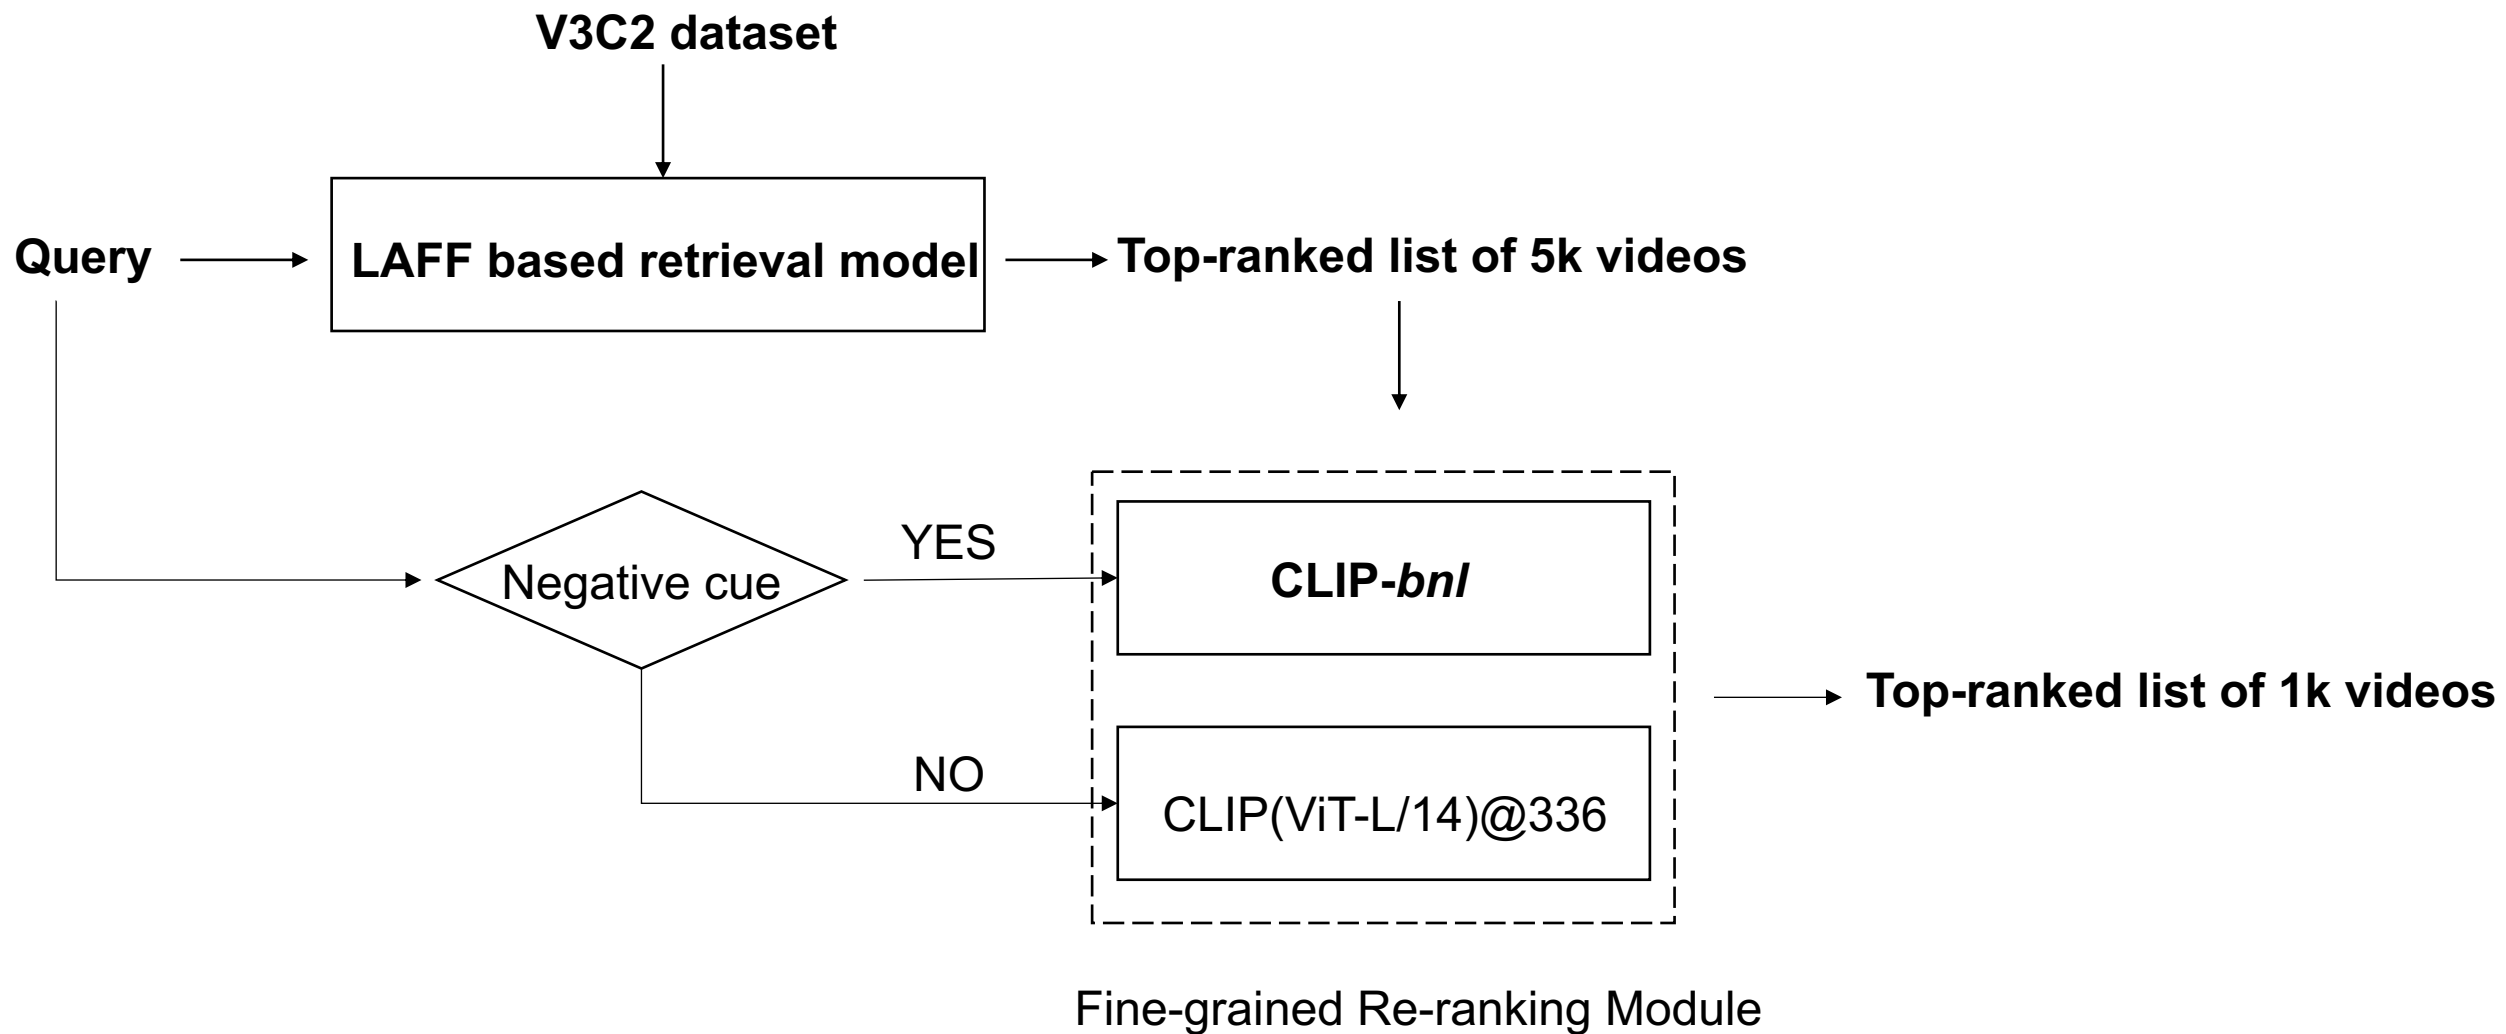 V3C2 dataset
Query
LAFF based retrieval model
Top-ranked list of 5k videos
Negative cue
YES
CLIP-bnl
Top-ranked list of 1k videos
NO
CLIP(ViT-L/14)@336
Fine-grained Re-ranking Module